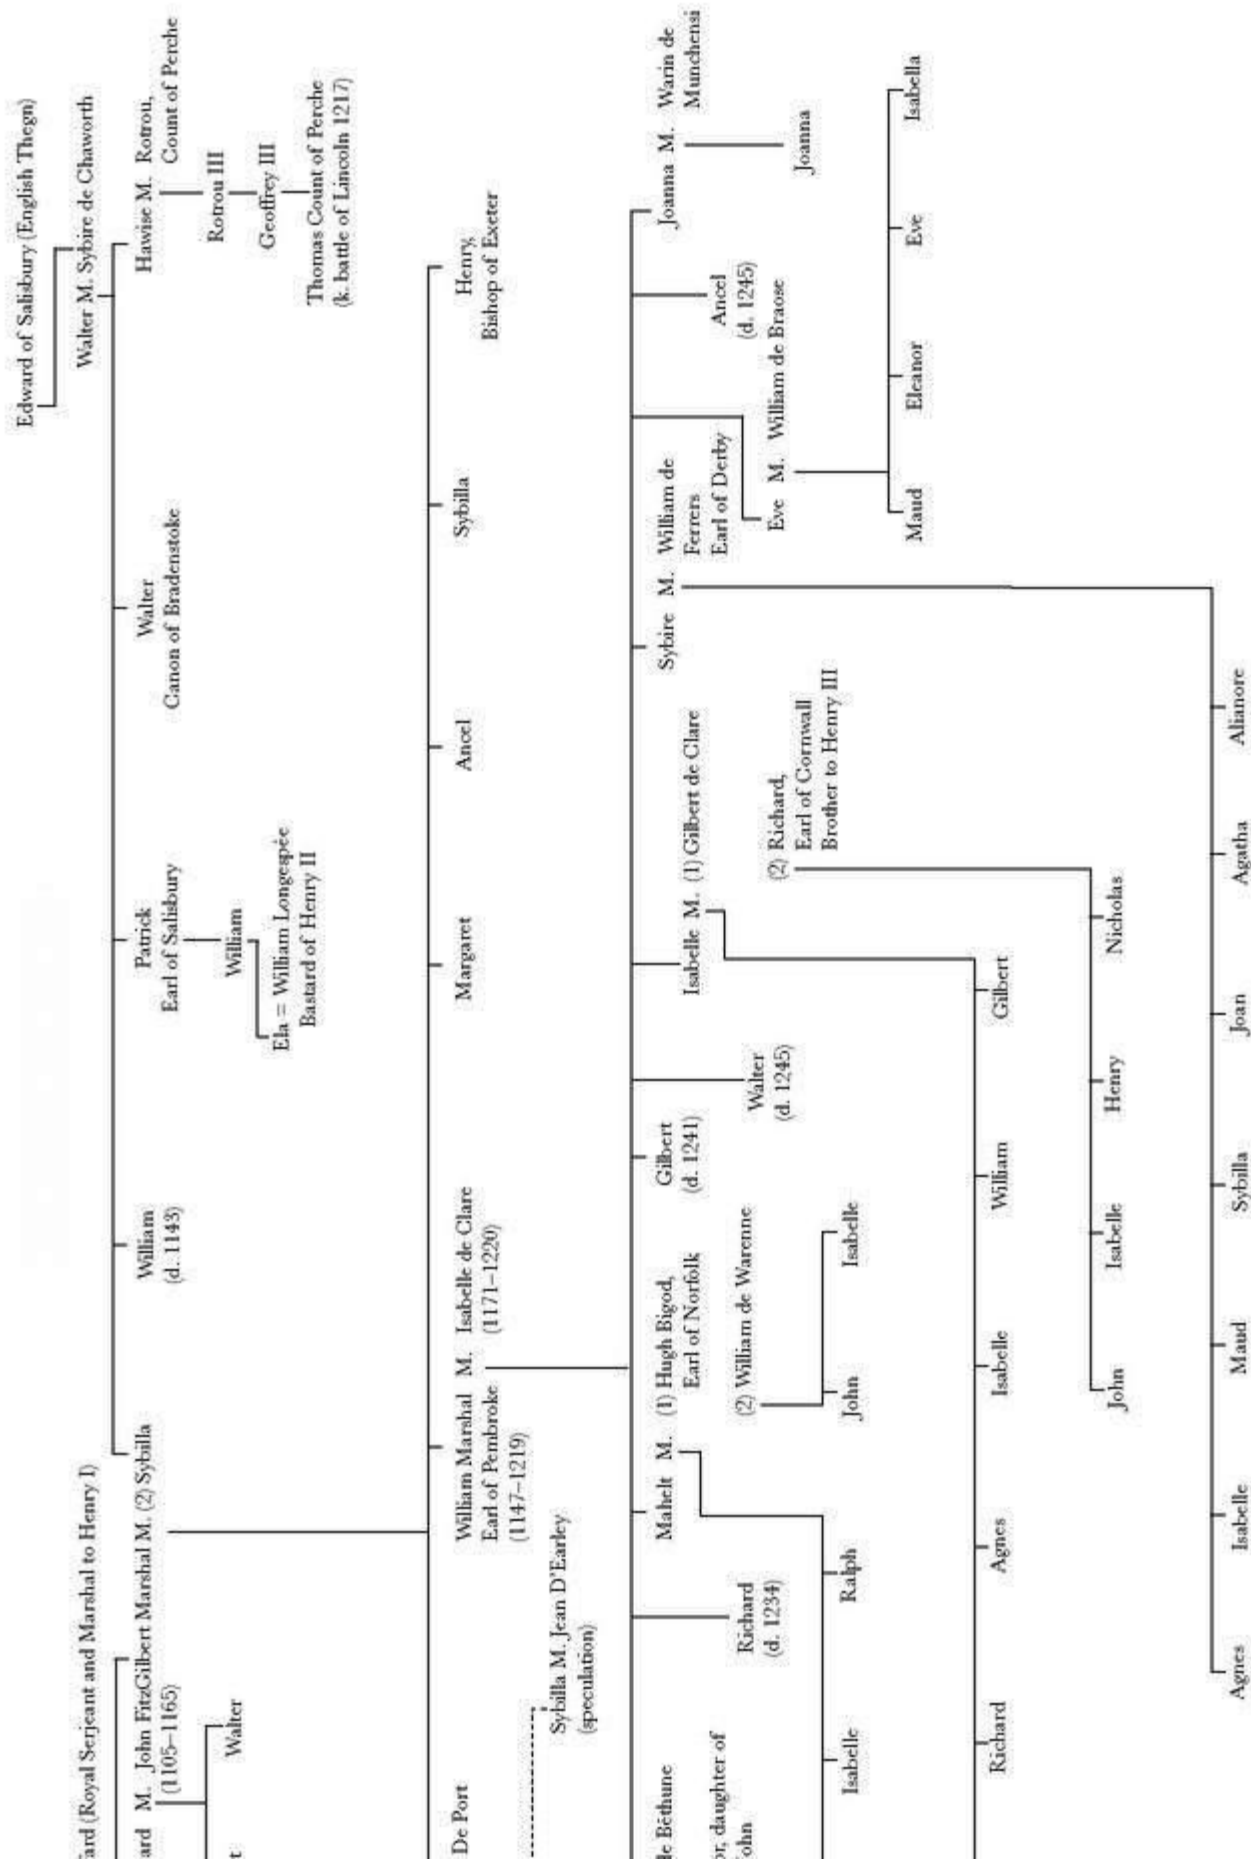 Edward of Salisbury (English Thegn)
Walter M. Sybire de Chaworth
(Royal Serjeant and Marshal to Henry I)
M. John FitzGilbert Marshal M. (2) Sybilla
(1105–1165)
William
(d. 1143)
Patrick
Earl of Salisbury
Walter
Canon of Bradenstoke
Hawise M. Rotrou,
Count of Perche
Walter
William
Ela = William Longespée
Bastard of Henry II
Rotrou III
Geoffrey III
Thomas Count of Perche
(k. battle of Lincoln 1217)
De Port
William Marshal M. Isabelle de Clare
Earl of Pembroke (1171–1220)
(1147–1219)
Margaret
Ancel
Sybilla
Henry,
Bishop of Exeter
Sybilla M. Jean D'Earley
(speculation)
de Béthune
daughter of
Richard
(d. 1234)
Mahelt M. (1) Hugh Bigod,
Earl of Norfolk
(2) William de Warenne
Gilbert
(d. 1241)
Walter
(d. 1245)
Isabelle M. (1) Gilbert de Clare
(2) Richard,
Earl of Cornwall
Brother to Henry III
Sybire M. William de
Ferrers
Earl of Derby
Eve M. William de Braose
Ancel
(d. 1245)
Joanna M. Warin de
Munchensi
Joanna
Isabelle
Ralph
John
Isabelle
Maud
Eleanor
Eve
Isabella
Richard
Agnes
Isabelle
William
Gilbert
John
Isabelle
Henry
Nicholas
Agnes
Isabelle
Maud
Sybilla
Joan
Agatha
Alianore